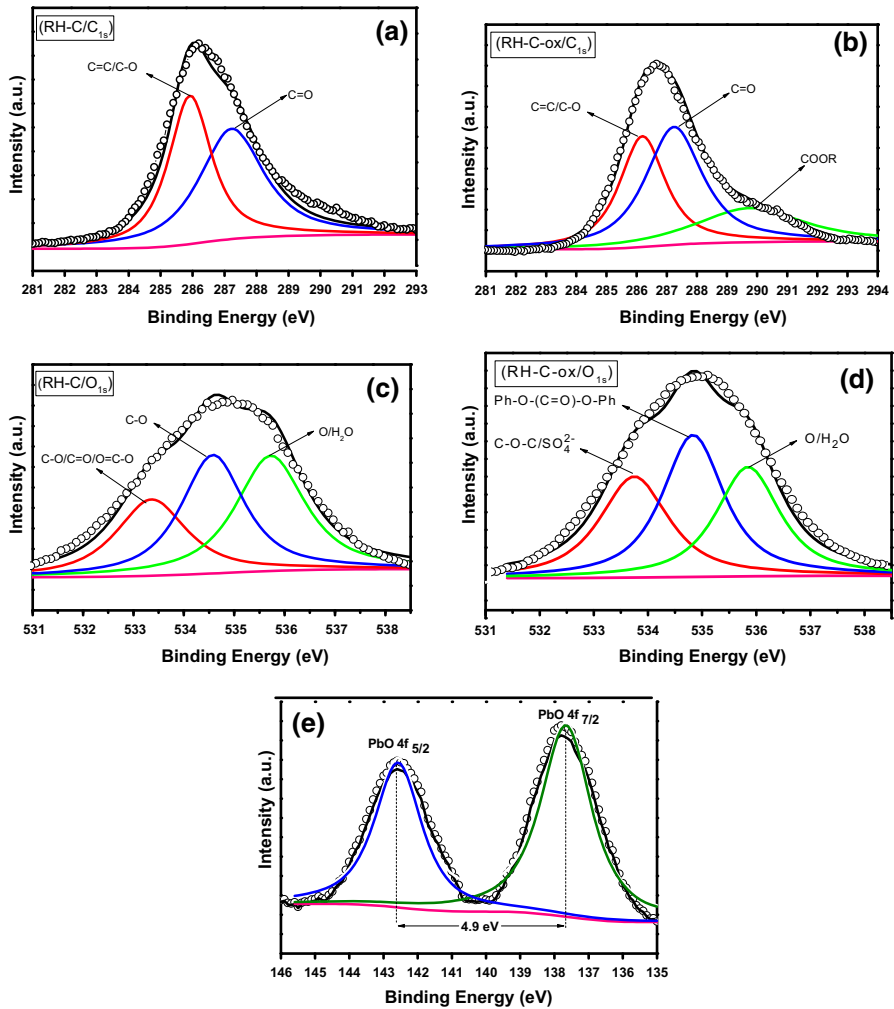 (RH-C/C1s)
(a)
C=C/C-O
C=O
Intensity (a.u.)
281 282 283 284 285 286 287 288 289 290 291 292 293
Binding Energy (eV)
(RH-C-ox/C1s)
(b)
C=C/C-O
C=O
COOR
Intensity (a.u.)
281 282 283 284 285 286 287 288 289 290 291 292 293 294
Binding Energy (eV)
(RH-C/O1s)
(c)
C-O
O/H2O
C-O/C=O/O=C-O
Intensity (a.u.)
531 532 533 534 535 536 537 538
Binding Energy (eV)
(RH-C-ox/O1s)
(d)
Ph-O-(C=O)-O-Ph
C-O-C/SO4^2-
O/H2O
Intensity (a.u.)
531 532 533 534 535 536 537 538
Binding Energy (eV)
(e)
PbO 4f 7/2
PbO 4f 5/2
Intensity (a.u.)
4.9 eV
146 145 144 143 142 141 140 139 138 137 136 135
Binding Energy (eV)